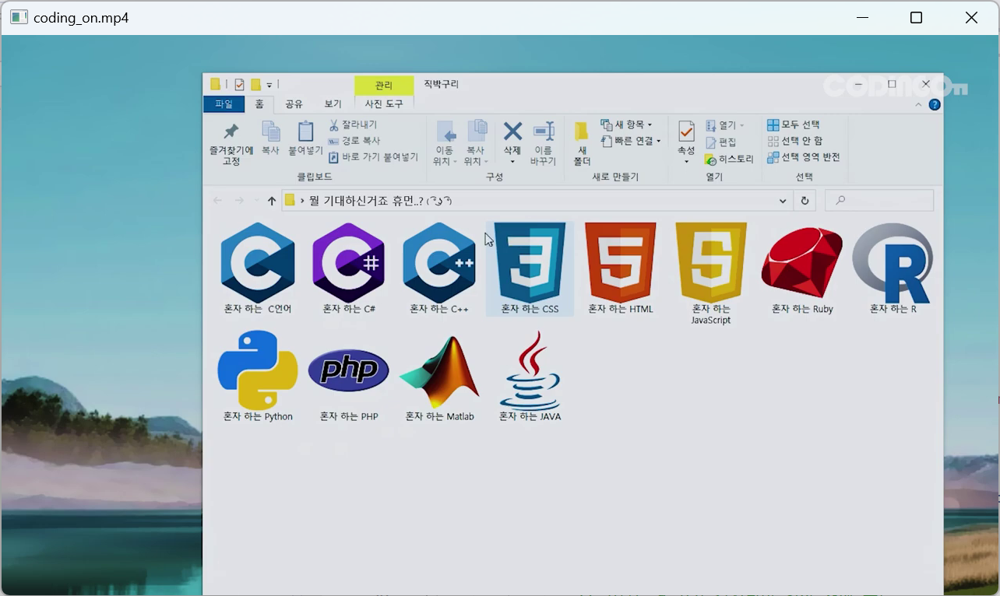 coding_on.mp4
관리
직박구리
CODINGOn
파일
홈
공유
보기
사진 도구
즐겨찾기에
고정
복사
붙여넣기
잘라내기
경로 복사
바로 가기 붙여넣기
클립보드
이동
위치
복사
위치
삭제
이름
바꾸기
구성
새
폴더
새 항목
빠른 연결
새로 만들기
속성
열기
편집
히스토리
열기
모두 선택
선택 안 함
선택 영역 반전
선택
뭘 기대하신거죠 휴먼..? ( ͡° ͜ʖ ͡°)
C
C#
C++
3
5
5
R
혼자 하는 C언어
혼자 하는 C#
혼자 하는 C++
혼자 하는 CSS
혼자 하는 HTML
혼자 하는
JavaScript
혼자 하는 Ruby
혼자 하는 R
php
혼자 하는 Python
혼자 하는 PHP
혼자 하는 Matlab
혼자 하는 JAVA